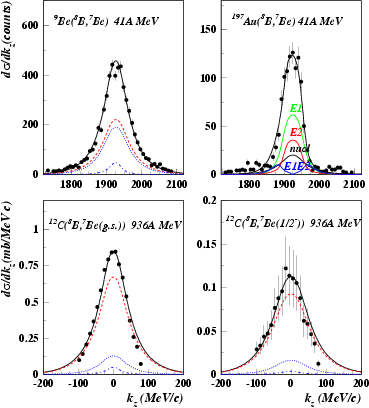 dσ/dk_z(counts)
⁹Be(⁸B,⁷Be) 41A MeV
600
400
200
0
1800 1900 2000 2100
¹⁹⁷Au(⁸B,⁷Be) 41A MeV
150
100
50
0
E1
E2
nucl
E1E2
1800 1900 2000 2100
dσ/dk_z(mb/MeV/c)
¹²C(⁸B,⁷Be(g.s.)) 936A MeV
1
0.75
0.5
0.25
0
-200 -100 0 100 200
k_z (MeV/c)
¹²C(⁸B,⁷Be(1/2⁻)) 936A MeV
0.2
0.15
0.1
0.05
0
-200 -100 0 100 200
k_z (MeV/c)